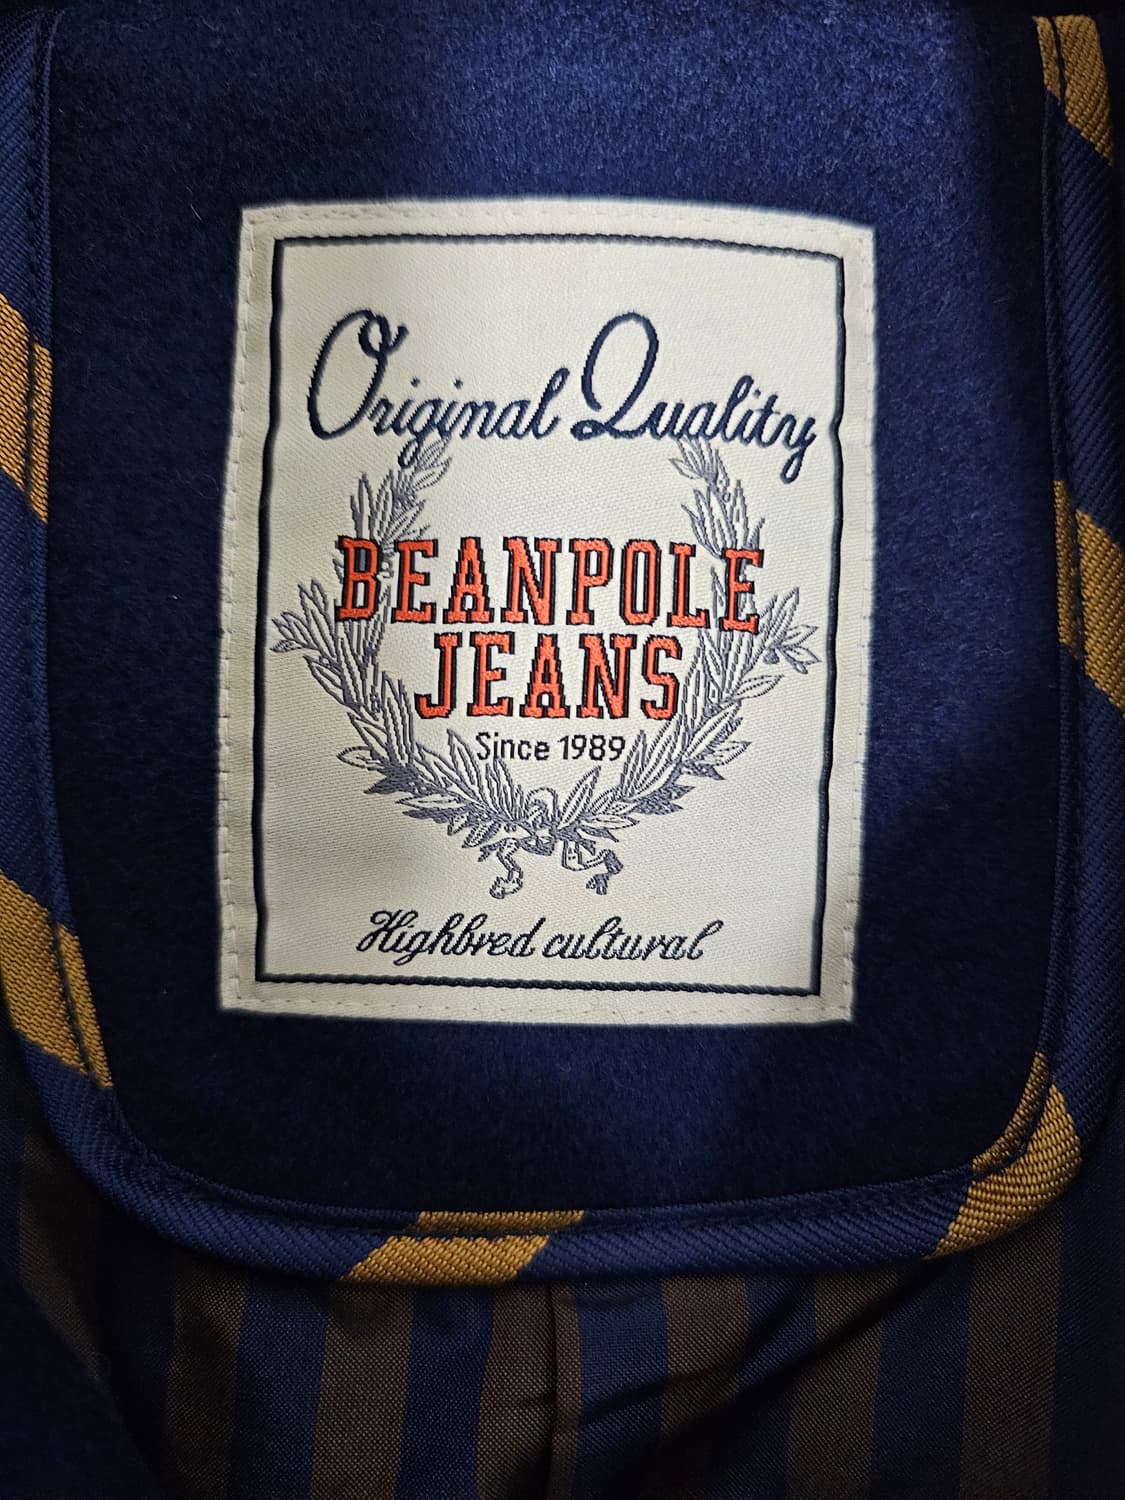 Original Quality
BEANPOLE
JEANS
Since 1989
Highbred cultural